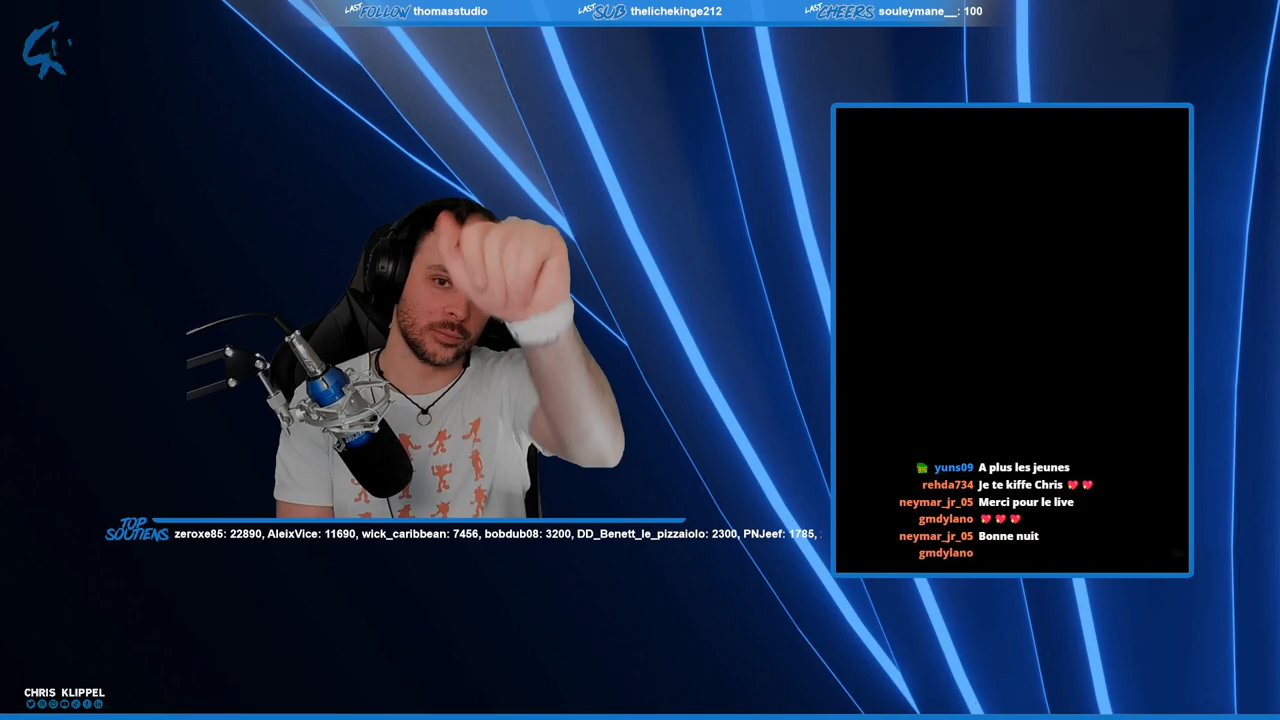 LAST FOLLOW thomasstudio
LAST SUB thelichekinge212
LAST CHEERS souleymane__: 100
yuns09 A plus les jeunes
rehda734 Je te kiffe Chris
neymar_jr_05 Merci pour le live
gmdylano
neymar_jr_05 Bonne nuit
gmdylano
TOP SOUTIENS zeroxe85: 22890, AleixVice: 11690, wick_caribbean: 7456, bobdub08: 3200, DD_Benett_le_pizzaiolo: 2300, PNJeef: 1785,
CHRIS KLIPPEL